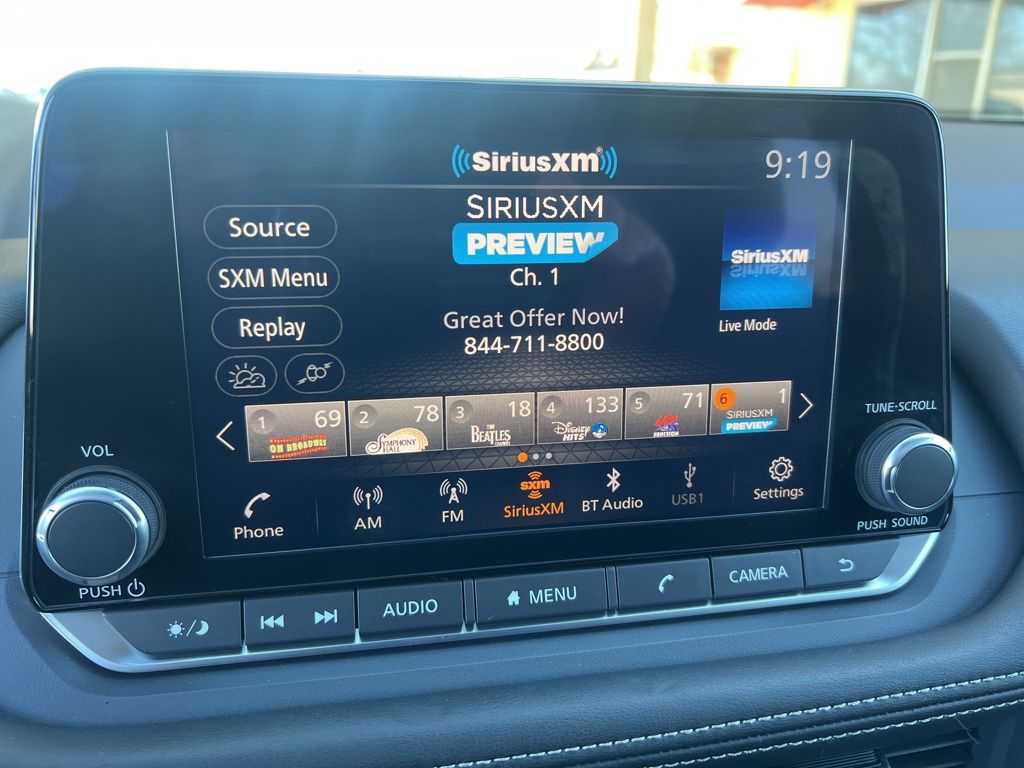 SiriusXM®
9:19
Source
SXM Menu
Replay
SIRIUSXM
PREVIEW
Ch. 1
Great Offer Now!
844-711-8800
SiriusXM
Live Mode
1 69
ON BROADWAY
2 78
SYMPHONY
HALL
3 18
THE
BEATLES
CHANNEL
4 133
DISNEY
HITS
5 71
JUNCTION
6 1
SIRIUSXM
PREVIEW
Phone
AM
FM
sxm
SiriusXM
BT Audio
USB1
Settings
VOL
PUSH
TUNE·SCROLL
PUSH SOUND
AUDIO
MENU
CAMERA